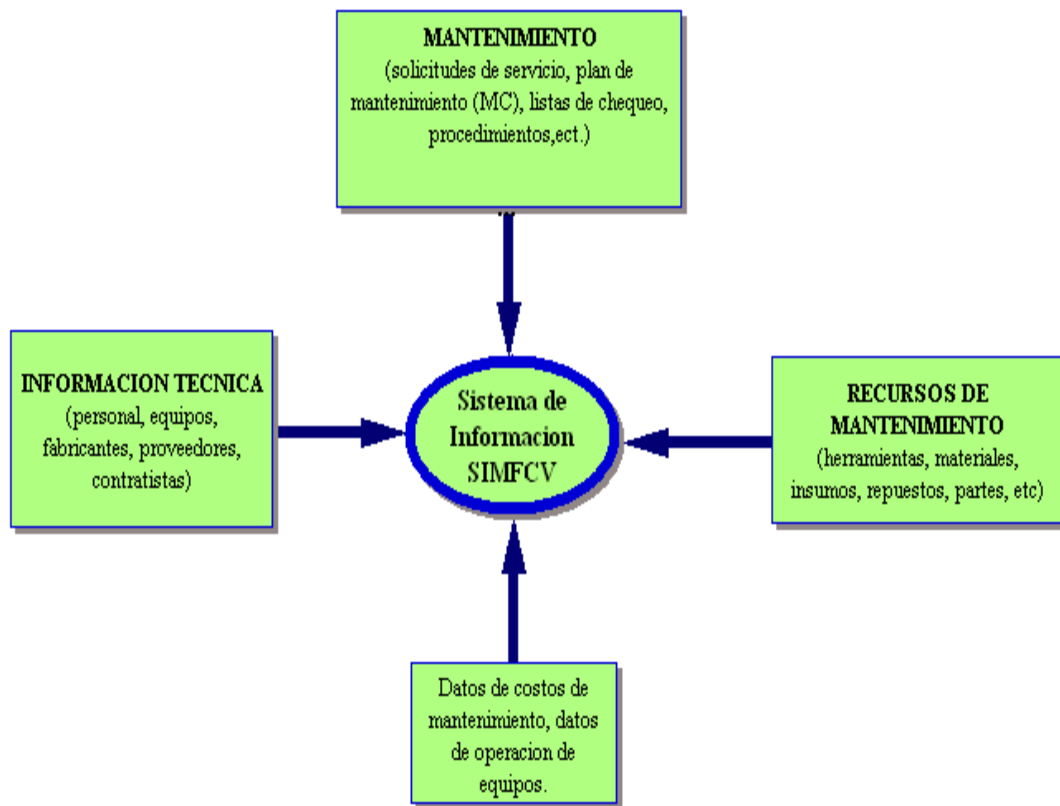 MANTENIMIENTO
(solicitudes de servicio, plan de
mantenimiento (MC), listas de chequeo,
procedimientos,ect.)
INFORMACION TECNICA
(personal, equipos,
fabricantes, proveedores,
contratistas)
Sistema de
Informacion
SIMFCV
RECURSOS DE
MANTENIMIENTO
(herramientas, materiales,
insumos, repuestos, partes, etc)
Datos de costos de
mantenimiento, datos
de operacion de
equipos.